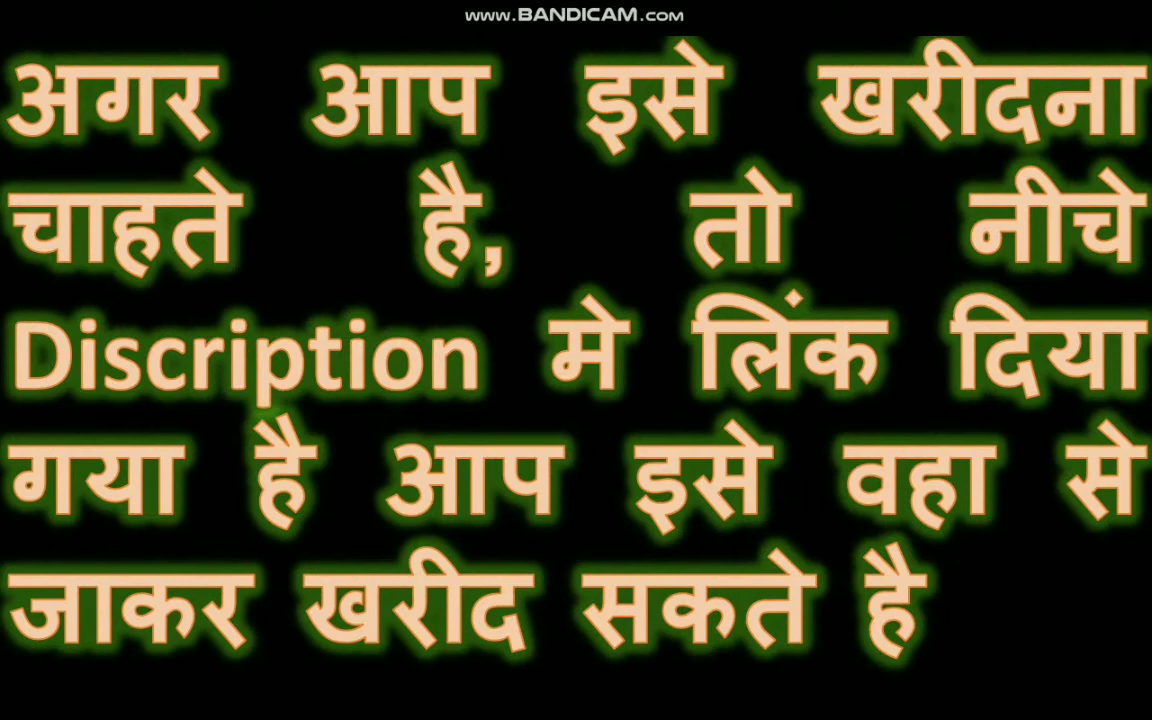 www.BANDICAM.com
अगर आप इसे खरीदना
चाहते है, तो नीचे
Discription मे लिंक दिया
गया है आप इसे वहा से
जाकर खरीद सकते है